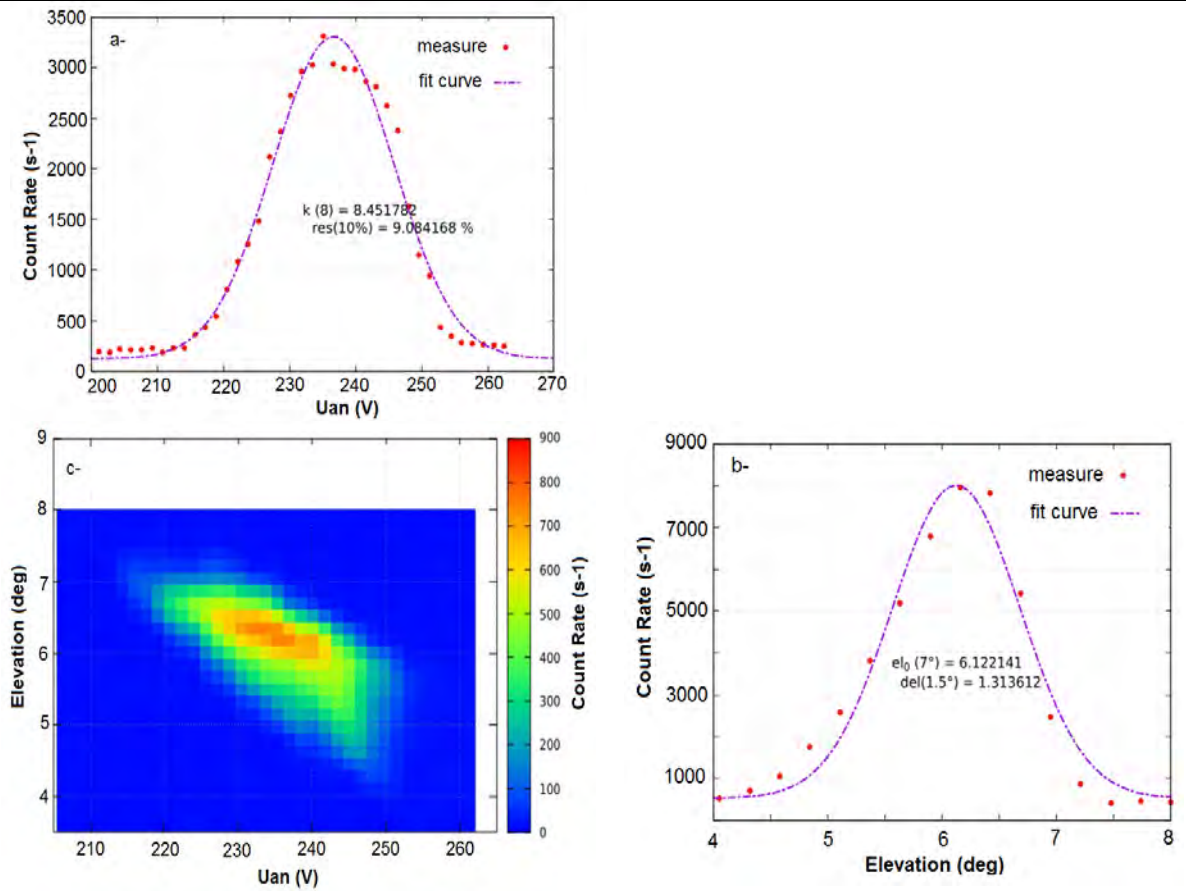 a-
measure
fit curve
k (8) = 8.451782
res(10%) = 9.084168 %
Count Rate (s-1)
3500
3000
2500
2000
1500
1000
500
0
200 210 220 230 240 250 260 270
Uan (V)
c-
Elevation (deg)
9
8
7
6
5
4
210 220 230 240 250 260
Uan (V)
900
800
700
600
500
400
300
200
100
0
Count Rate (s-1)
b-
measure
fit curve
el0 (7°) = 6.122141
del(1.5°) = 1.313612
Count Rate (s-1)
9000
7000
5000
3000
1000
4 5 6 7 8
Elevation (deg)